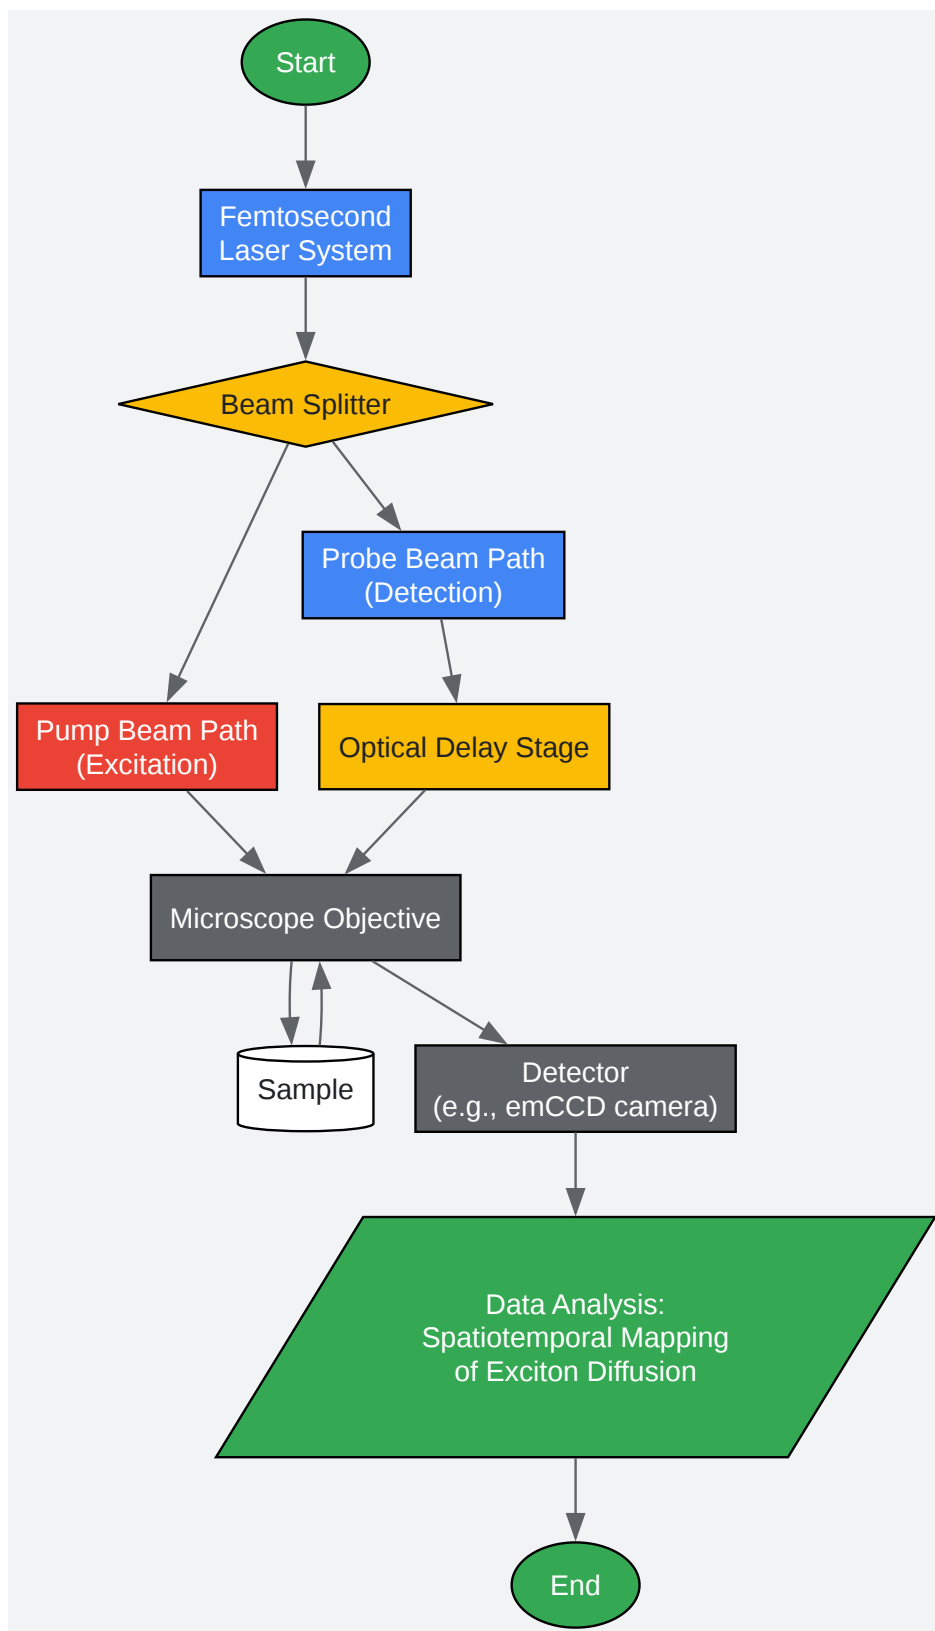 Start
Femtosecond
Laser System
Beam Splitter
Probe Beam Path
(Detection)
Pump Beam Path
(Excitation)
Optical Delay Stage
Microscope Objective
Sample
Detector
(e.g., emCCD camera)
Data Analysis:
Spatiotemporal Mapping
of Exciton Diffusion
End